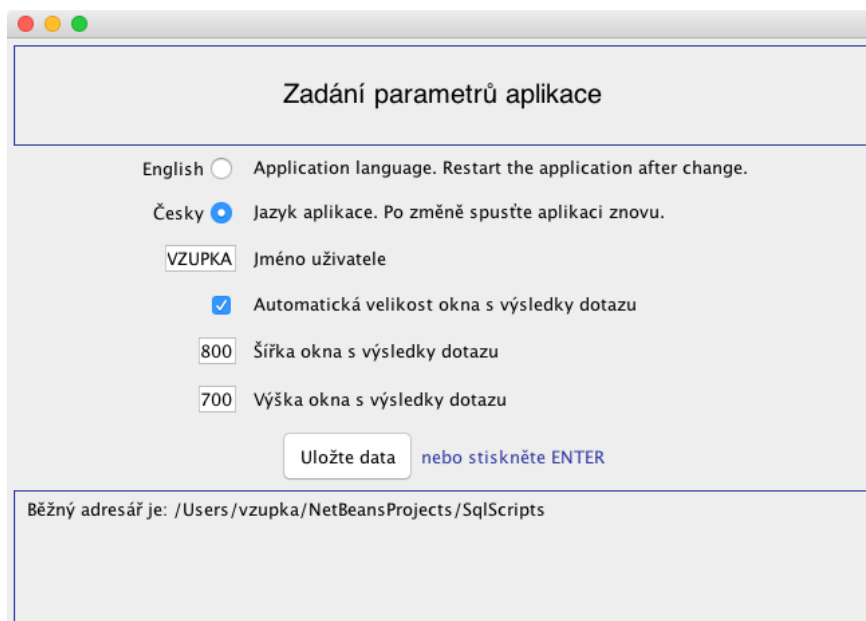 Zadání parametrů aplikace
English Application language. Restart the application after change.
Česky Jazyk aplikace. Po změně spusťte aplikaci znovu.
VZUPKA Jméno uživatele
Automatická velikost okna s výsledky dotazu
800 Šířka okna s výsledky dotazu
700 Výška okna s výsledky dotazu
Uložte data nebo stiskněte ENTER
Běžný adresář je: /Users/vzupka/NetBeansProjects/SqlScripts